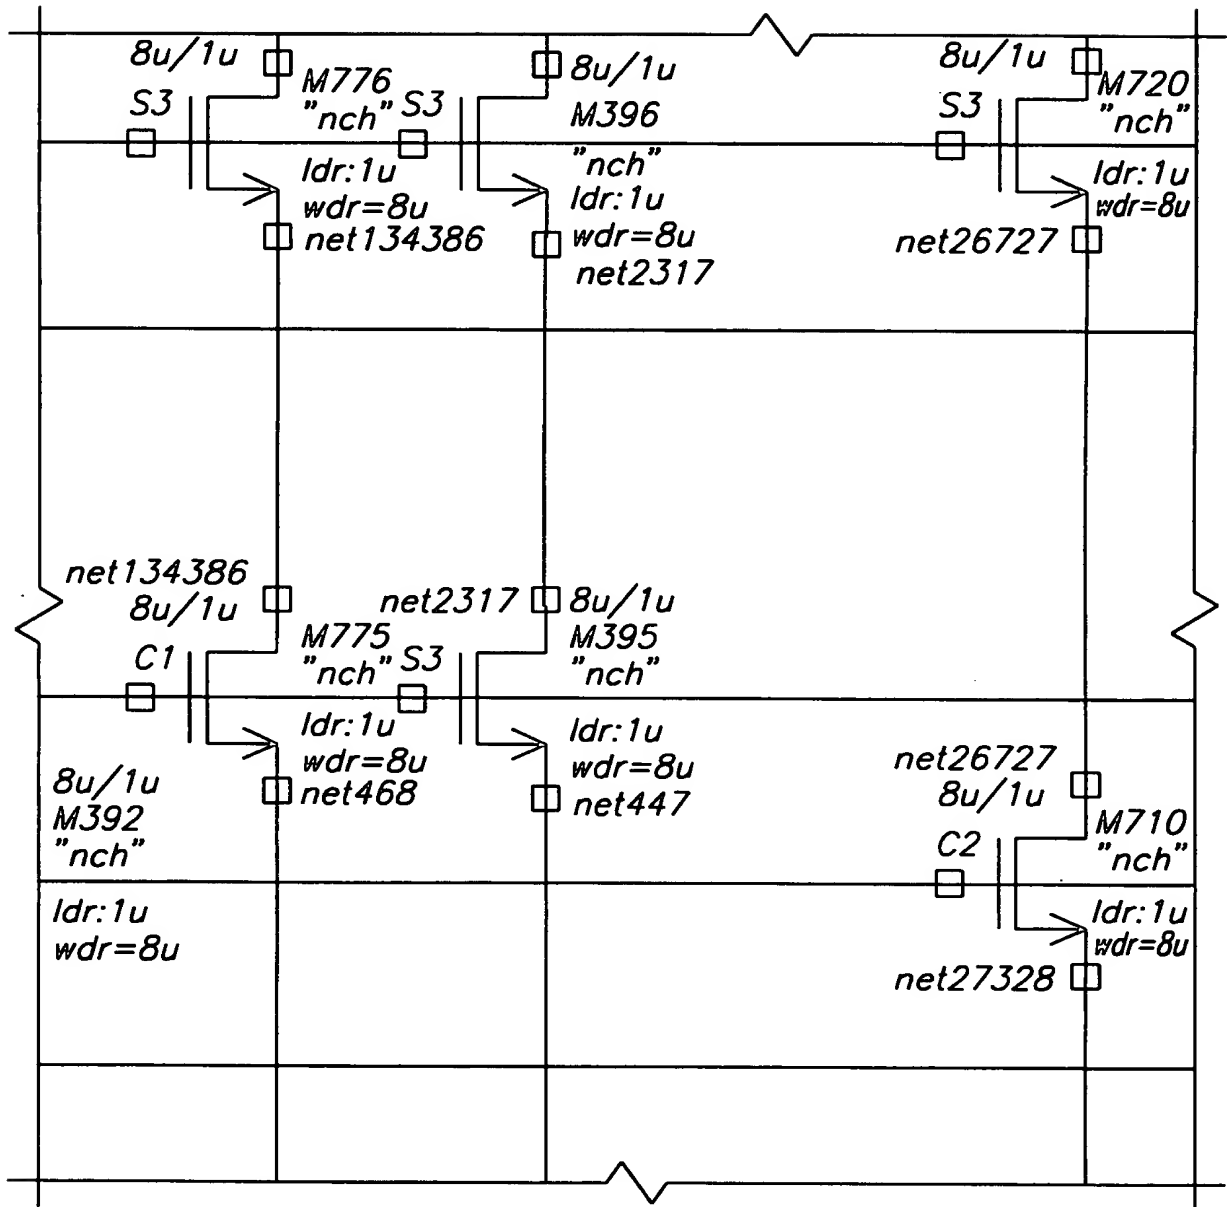 8u/1u
M776
"nch"
S3
ldr:1u
wdr=8u
net134386
8u/1u
S3
M396
"nch"
ldr:1u
wdr=8u
net2317
8u/1u
M720
"nch"
S3
ldr:1u
wdr=8u
net26727
net134386
8u/1u
M775
"nch"
C1
ldr:1u
wdr=8u
net468
net2317
8u/1u
M395
"nch"
S3
ldr:1u
wdr=8u
net447
8u/1u
M392
"nch"
ldr:1u
wdr=8u
net26727
8u/1u
M710
"nch"
C2
ldr:1u
wdr=8u
net27328